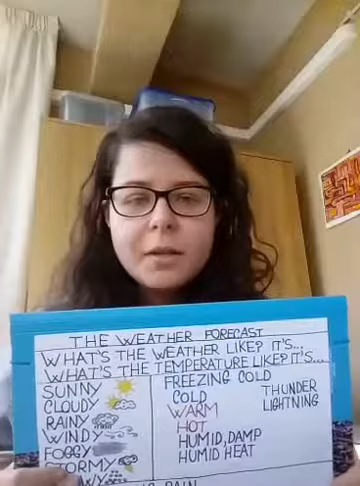 THE WEATHER FORECAST
WHAT'S THE WEATHER LIKE? IT'S...
WHAT'S THE TEMPERATURE LIKE? IT'S...
SUNNY
CLOUDY
RAINY
WINDY
FOGGY
STORMY
FREEZING COLD
COLD
WARM
HOT
HUMID, DAMP
HUMID HEAT
THUNDER
LIGHTNING
RAIN